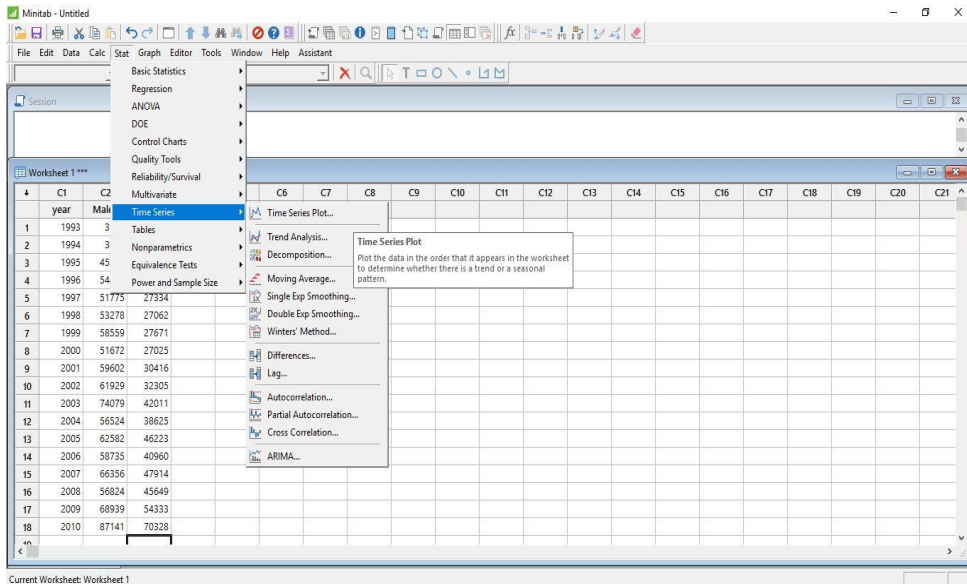 Minitab - Untitled
File Edit Data Calc Stat Graph Editor Tools Window Help Assistant
Basic Statistics
Regression
ANOVA
DOE
Control Charts
Quality Tools
Reliability/Survival
Multivariate
Time Series
Tables
Nonparametrics
Equivalence Tests
Power and Sample Size
Time Series Plot...
Trend Analysis...
Decomposition...
Moving Average...
Single Exp Smoothing...
Double Exp Smoothing...
Winters' Method...
Differences...
Lag...
Autocorrelation...
Partial Autocorrelation...
Cross Correlation...
ARIMA...
Time Series Plot
Plot the data in the order that it appears in the worksheet
to determine whether there is a trend or a seasonal
pattern.
Session
Worksheet 1 ***
C1 C2 C6 C7 C8 C9 C10 C11 C12 C13 C14 C15 C16 C17 C18 C19 C20 C21
year Male
1 1993 3
2 1994 3
3 1995 45
4 1996 54
5 1997 51775 27334
6 1998 53278 27062
7 1999 58559 27671
8 2000 51672 27025
9 2001 59602 30416
10 2002 61929 32305
11 2003 74079 42011
12 2004 56524 38625
13 2005 62582 46223
14 2006 58735 40960
15 2007 66356 47914
16 2008 56824 45649
17 2009 68939 54333
18 2010 87141 70328
Current Worksheet: Worksheet 1